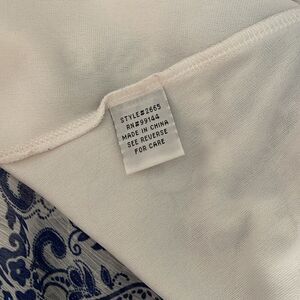 STYLE#2665
RN#99144
MADE IN CHINA
SEE REVERSE
FOR CARE